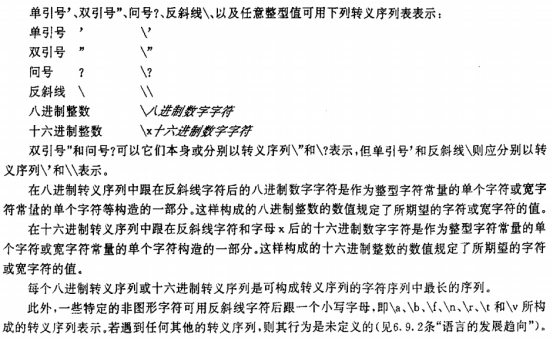 单引号'、双引号"、问号?、反斜线\、以及任意整型值可用下列转义序列表表示:
单引号 ' \'
双引号 " \"
问号 ? \?
反斜线 \ \\
八进制整数 \八进制数字字符
十六进制整数 \x十六进制数字字符
双引号"和问号?可以它们本身或分别以转义序列\"和\?表示,但单引号'和反斜线\则应分别以转
义序列\'和\\表示。
在八进制转义序列中跟在反斜线字符后的八进制数字字符是作为整型字符常量的单个字符或宽字
符常量的单个字符等构造的一部分。这样构成的八进制整数的数值规定了所期望的字符或宽字符的值。
在十六进制转义序列中跟在反斜线字符和字母x后的十六进制数字字符是作为整型字符常量的单
个字符或宽字符常量的单个字符构造的一部分。这样构成的十六进制整数的数值规定了所期望的字符
或宽字符的值。
每个八进制转义序列或十六进制转义序列是可构成转义序列的字符序列中最长的序列。
此外,一些特定的非图形字符可用反斜线字符后跟一个小写字母,即\a、\b、\f、\n、\r、\t和\v所构
成的转义序列表示。若遇到任何其他的转义序列,则其行为是未定义的(见6.9.2条“语言的发展趋向”)。